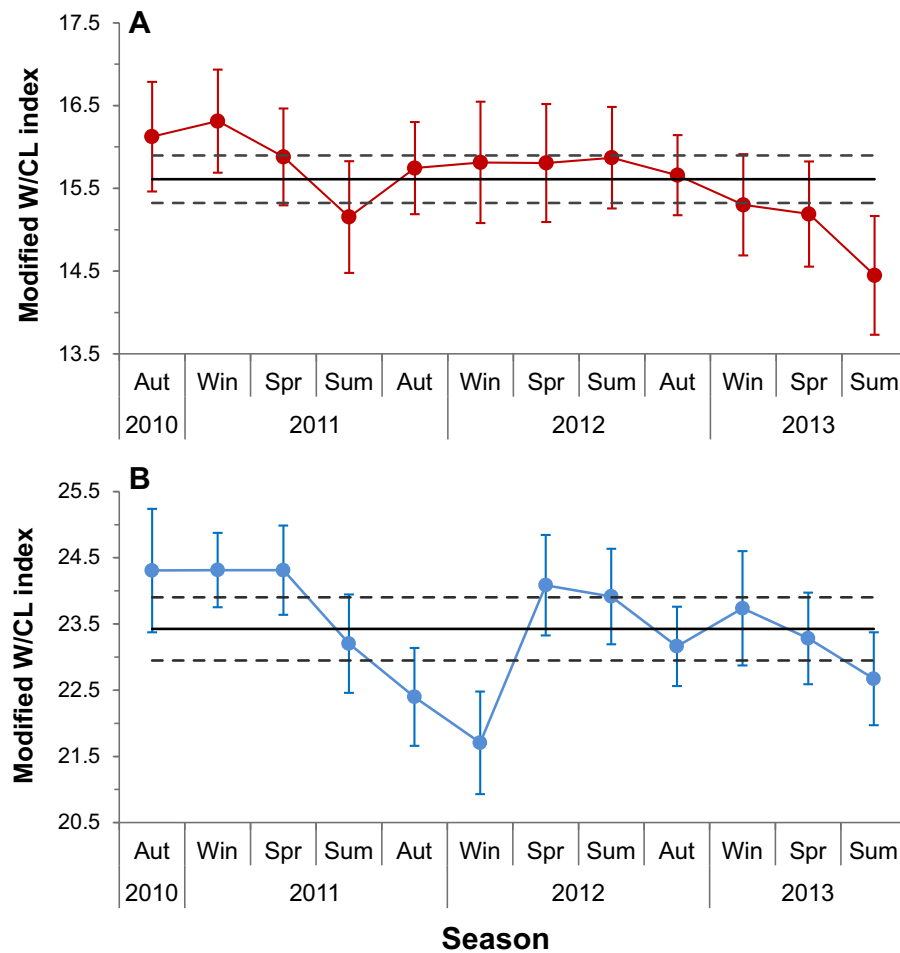 A
Modified W/CL index
17.5
16.5
15.5
14.5
13.5
Aut Win Spr Sum Aut Win Spr Sum Aut Win Spr Sum
2010 2011 2012 2013
B
Modified W/CL index
25.5
24.5
23.5
22.5
21.5
20.5
Aut Win Spr Sum Aut Win Spr Sum Aut Win Spr Sum
2010 2011 2012 2013
Season